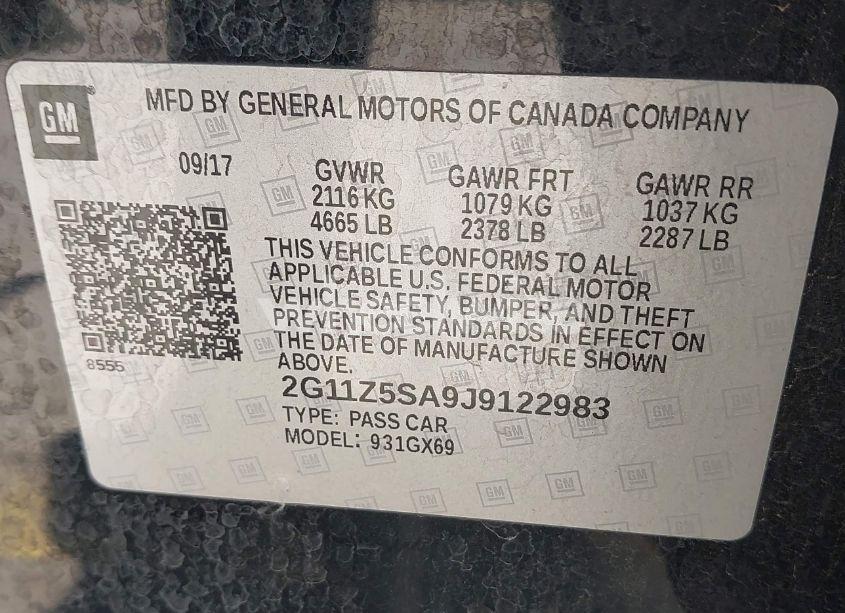 GM
MFD BY GENERAL MOTORS OF CANADA COMPANY
09/17
GVWR
2116 KG
4665 LB
GAWR FRT
1079 KG
2378 LB
GAWR RR
1037 KG
2287 LB
THIS VEHICLE CONFORMS TO ALL
APPLICABLE U.S. FEDERAL MOTOR
VEHICLE SAFETY, BUMPER, AND THEFT
PREVENTION STANDARDS IN EFFECT ON
THE DATE OF MANUFACTURE SHOWN
ABOVE.
2G11Z5SA9J9122983
TYPE: PASS CAR
MODEL: 931GX69
8555